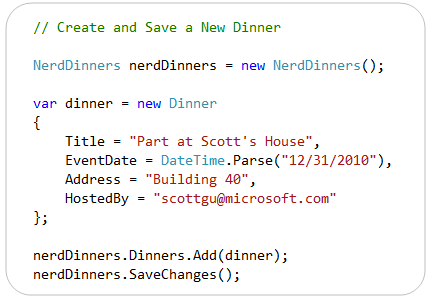 // Create and Save a New Dinner
NerdDinners nerdDinners = new NerdDinners();
var dinner = new Dinner
{
Title = "Part at Scott's House",
EventDate = DateTime.Parse("12/31/2010"),
Address = "Building 40",
HostedBy = "scottgu@microsoft.com"
};
nerdDinners.Dinners.Add(dinner);
nerdDinners.SaveChanges();